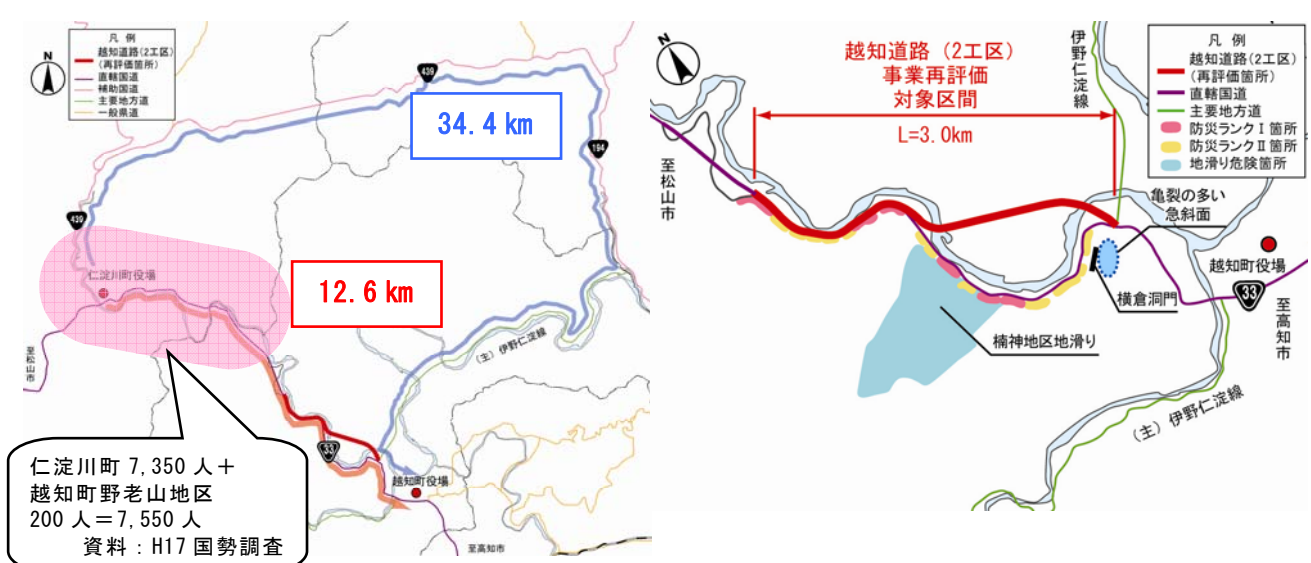 N
凡 例
越知道路(2工区)
(再評価箇所)
直轄国道
補助国道
主要地方道
一般県道
439
34.4 km
194
439
仁淀川町役場
12.6 km
至松山市
(主) 伊野仁淀線
33
越知町役場
至高知市
仁淀川町 7,350 人+
越知町野老山地区
200 人=7,550 人
資料:H17 国勢調査
N
越知道路(2工区)
事業再評価
対象区間
L=3.0km
伊野仁淀線
凡 例
越知道路(2工区)
(再評価箇所)
直轄国道
主要地方道
防災ランクⅠ箇所
防災ランクⅡ箇所
地滑り危険箇所
至松山市
亀裂の多い
急斜面
越知町役場
横倉洞門
33
至高知市
楠神地区地滑り
(主) 伊野仁淀線